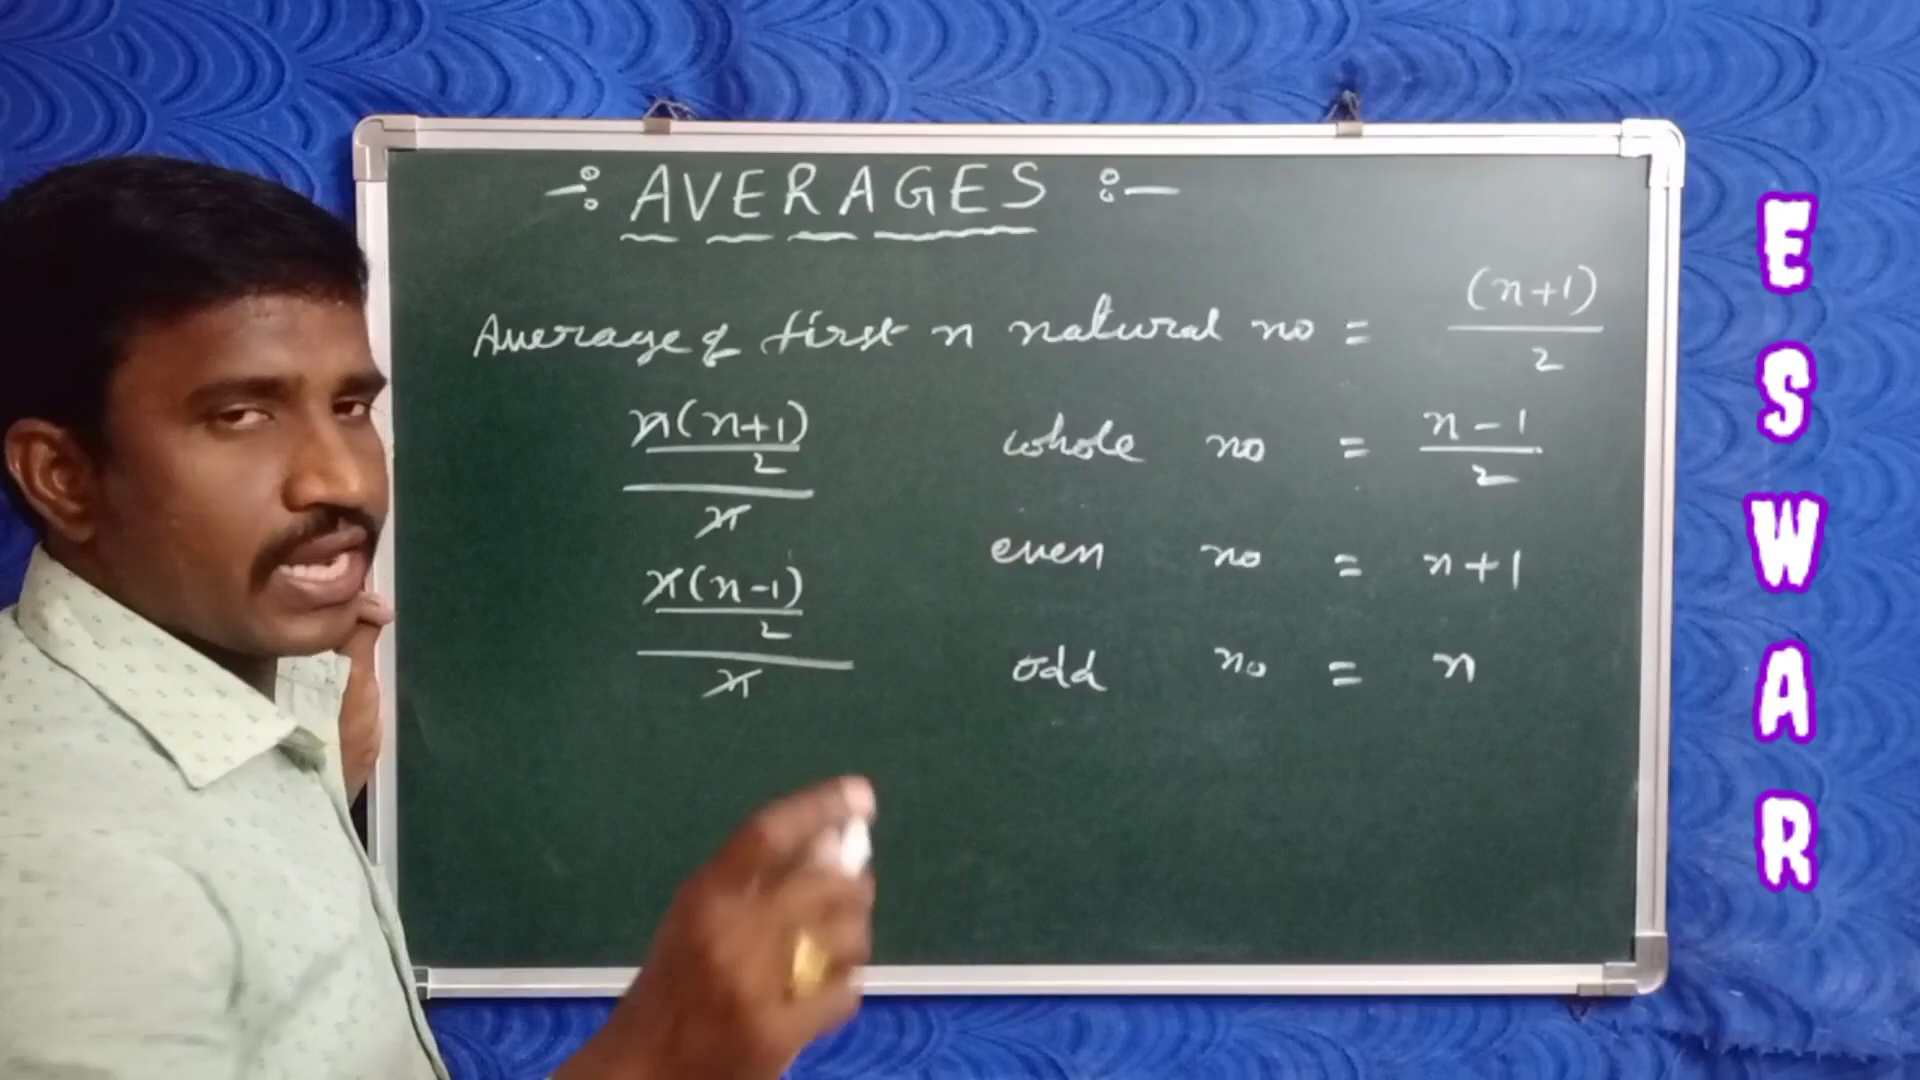 -: AVERAGES :-
Average of first n natural no = (n+1)/2
n(n+1)/2 / n
whole no = n-1/2
even no = n+1
n(n-1)/2 / n
odd no = n
ESWAR